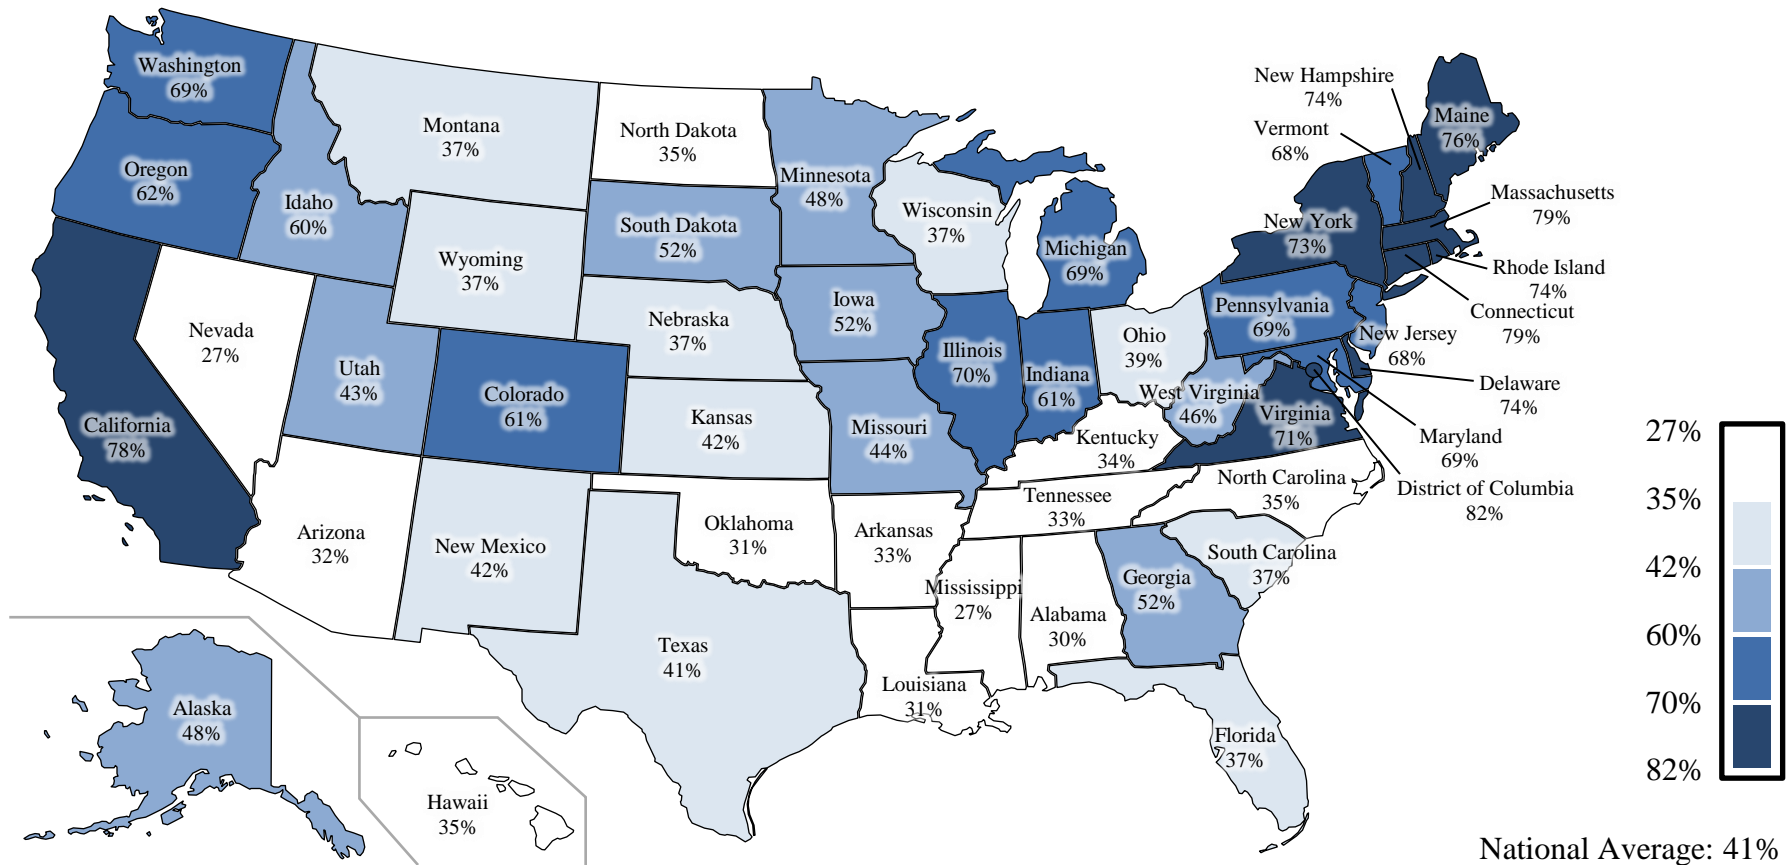 Washington
69%
Oregon
62%
California
78%
Idaho
60%
Nevada
27%
Montana
37%
Wyoming
37%
Utah
43%
Colorado
61%
Arizona
32%
New Mexico
42%
North Dakota
35%
South Dakota
52%
Nebraska
37%
Kansas
42%
Oklahoma
31%
Texas
41%
Minnesota
48%
Iowa
52%
Missouri
44%
Arkansas
33%
Louisiana
31%
Wisconsin
37%
Illinois
70%
Michigan
69%
Indiana
61%
Ohio
39%
Kentucky
34%
Tennessee
33%
Mississippi
27%
Alabama
30%
Georgia
52%
Florida
37%
South Carolina
37%
North Carolina
35%
West Virginia
46%
Virginia
71%
Pennsylvania
69%
New York
73%
Vermont
68%
New Hampshire
74%
Maine
76%
Massachusetts
79%
Rhode Island
74%
Connecticut
79%
New Jersey
68%
Delaware
74%
Maryland
69%
District of Columbia
82%
Alaska
48%
Hawaii
35%
27%
35%
42%
60%
70%
82%
National Average: 41%